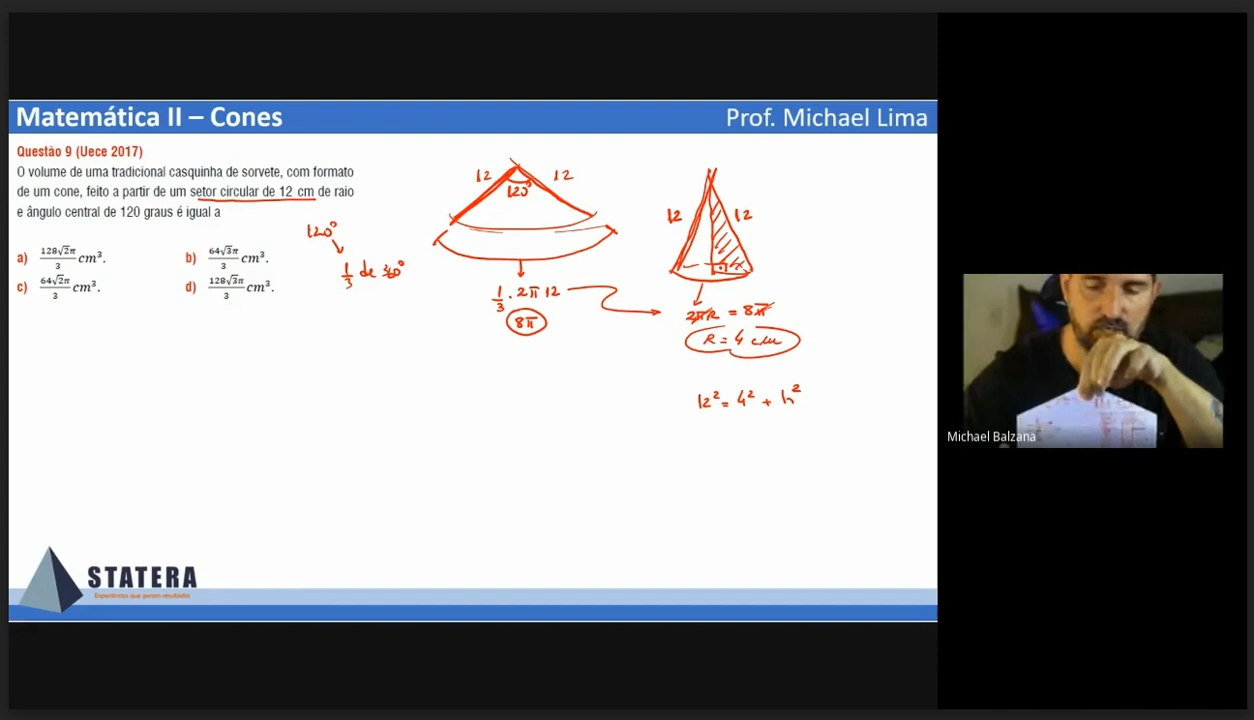 Matemática II – Cones
Prof. Michael Lima
Questão 9 (Uece 2017)
O volume de uma tradicional casquinha de sorvete, com formato
de um cone, feito a partir de um setor circular de 12 cm de raio
e ângulo central de 120 graus é igual a
a) 128√2π/3 cm³.
b) 64√3π/3 cm³.
c) 64√2π/3 cm³.
d) 128√3π/3 cm³.
120°
1/3 de 360°
12
12
120°
1/3 . 2π 12
8π
12
12
2πR = 8π
R = 4 cm
12² = 4² + h²
STATERA
Experiências que geram resultados
Michael Balzana